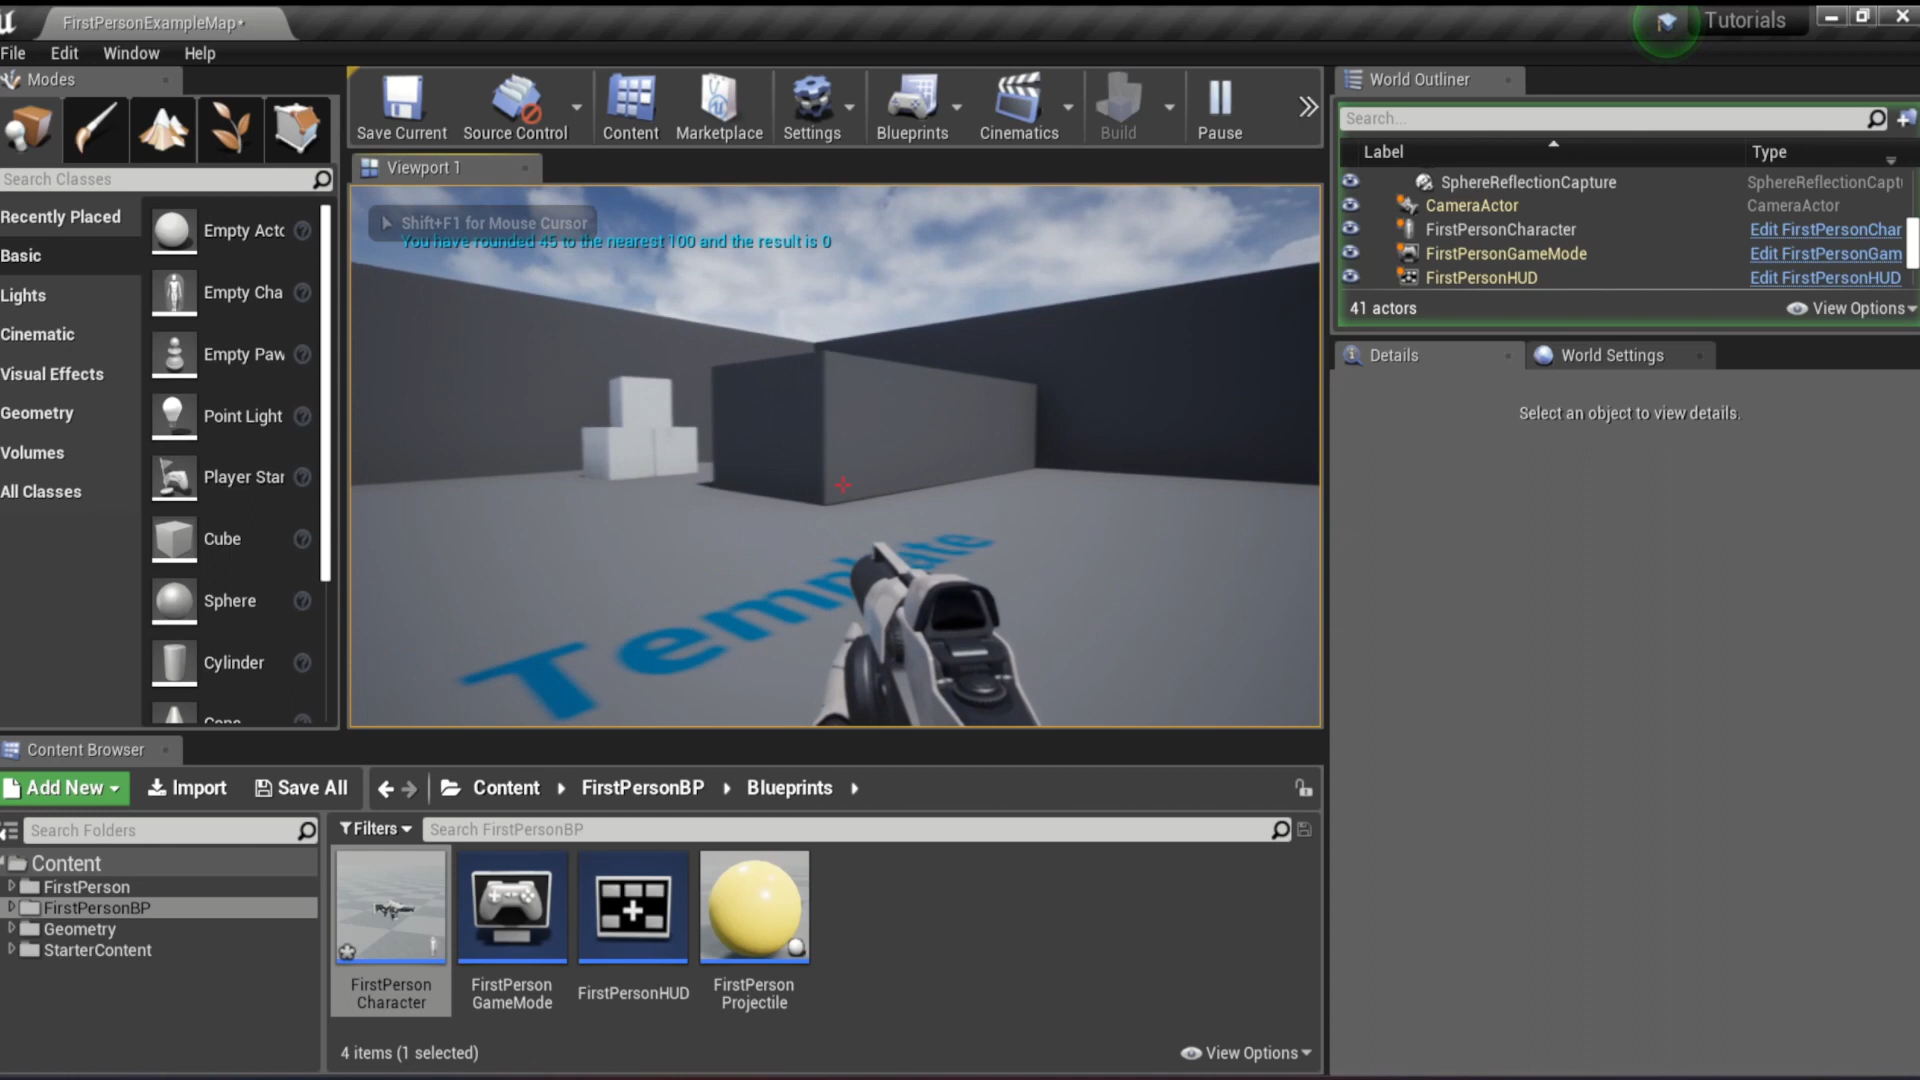 FirstPersonExampleMap*
Tutorials
File Edit Window Help
Modes
Save Current
Source Control
Content
Marketplace
Settings
Blueprints
Cinematics
Build
Pause
World Outliner
Search...
Label
Type
SphereReflectionCapture SphereReflectionCapt
CameraActor CameraActor
FirstPersonCharacter Edit FirstPersonChar
FirstPersonGameMode Edit FirstPersonGam
FirstPersonHUD Edit FirstPersonHUD
41 actors
View Options
Details
World Settings
Select an object to view details.
Viewport 1
Shift+F1 for Mouse Cursor
You have rounded 45 to the nearest 100 and the result is 0
Template
Search Classes
Recently Placed
Basic
Lights
Cinematic
Visual Effects
Geometry
Volumes
All Classes
Empty Acto
Empty Cha
Empty Paw
Point Light
Player Star
Cube
Sphere
Cylinder
Cone
Content Browser
Add New
Import
Save All
Content
FirstPersonBP
Blueprints
Search Folders
Filters
Search FirstPersonBP
Content
FirstPerson
FirstPersonBP
Geometry
StarterContent
FirstPerson
Character
FirstPerson
GameMode
FirstPersonHUD
FirstPerson
Projectile
4 items (1 selected)
View Options